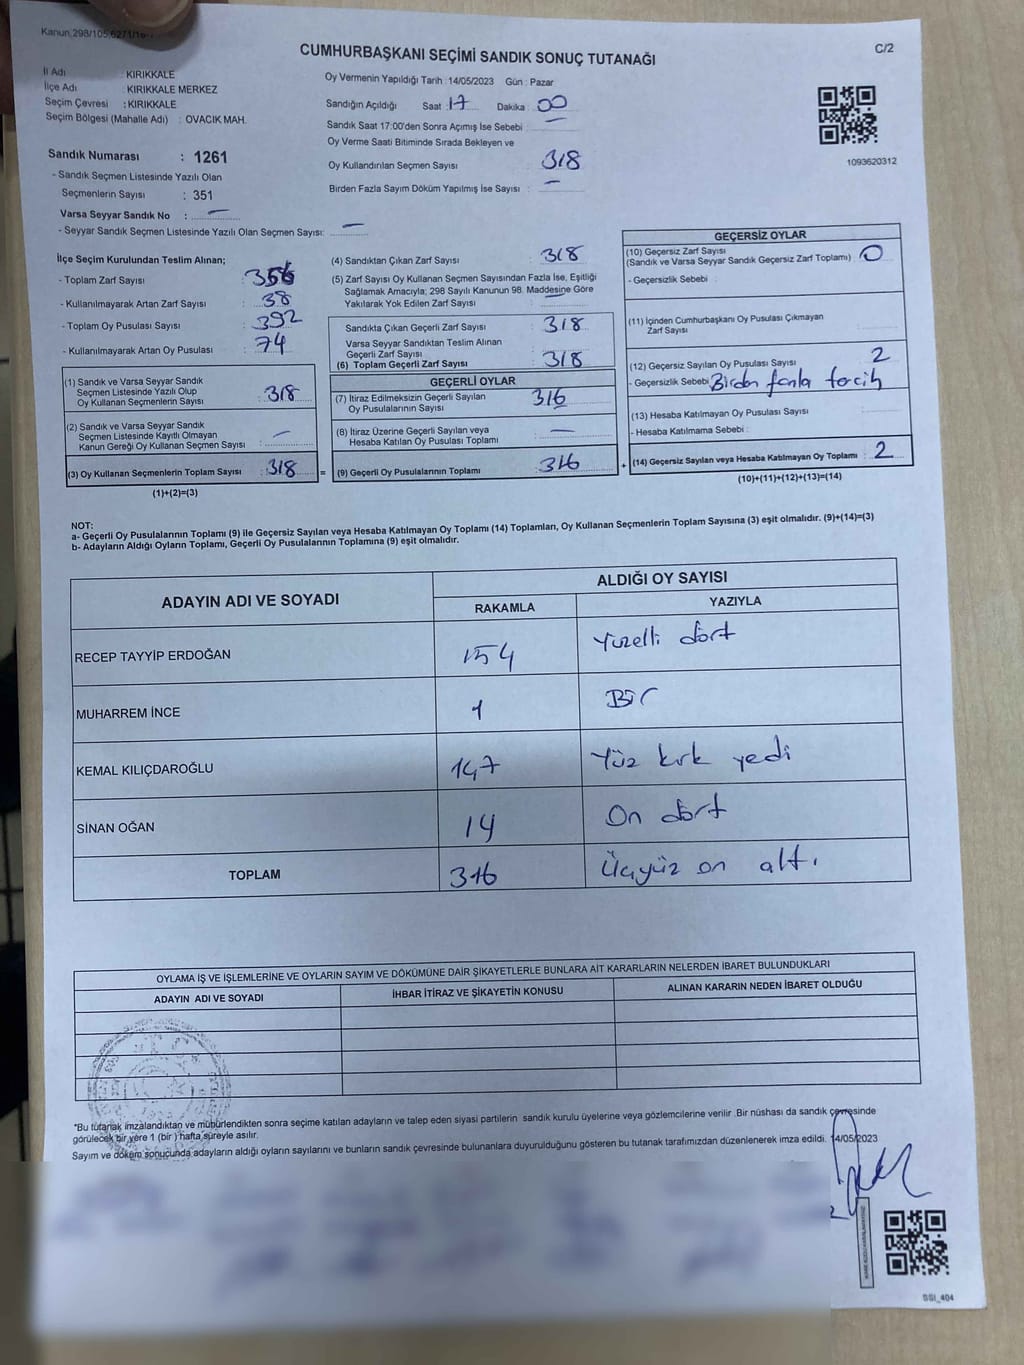 Kanun 298/105,6271/18-
C/2
CUMHURBAŞKANI SEÇİMİ SANDIK SONUÇ TUTANAĞI
İl Adı : KIRIKKALE
İlçe Adı : KIRIKKALE MERKEZ
Seçim Çevresi : KIRIKKALE
Seçim Bölgesi (Mahalle Adı) : OVACIK MAH.
Sandık Numarası : 1261
- Sandık Seçmen Listesinde Yazılı Olan
Seçmenlerin Sayısı : 351
Varsa Seyyar Sandık No : —
- Seyyar Sandık Seçmen Listesinde Yazılı Olan Seçmen Sayısı: —
Oy Vermenin Yapıldığı Tarih : 14/05/2023 Gün : Pazar
Sandığın Açıldığı Saat : 17 Dakika : 00
Sandık Saat 17:00'den Sonra Açımış İse Sebebi : —
Oy Verme Saati Bitiminde Sırada Bekleyen ve
Oy Kullandırılan Seçmen Sayısı : 318
Birden Fazla Sayım Döküm Yapılmış İse Sayısı : —
1093620312
İlçe Seçim Kurulundan Teslim Alınan;
- Toplam Zarf Sayısı : 356
- Kullanılmayarak Artan Zarf Sayısı : 38
- Toplam Oy Pusulası Sayısı : 392
- Kullanılmayarak Artan Oy Pusulası : 74
(1) Sandık ve Varsa Seyyar Sandık
Seçmen Listesinde Yazılı Olup
Oy Kullanan Seçmenlerin Sayısı : 318
(2) Sandık ve Varsa Seyyar Sandık
Seçmen Listesinde Kayıtlı Olmayan
Kanun Gereği Oy Kullanan Seçmen Sayısı : —
(3) Oy Kullanan Seçmenlerin Toplam Sayısı : 318 =
(1)+(2)=(3)
(4) Sandıktan Çıkan Zarf Sayısı : 318
(5) Zarf Sayısı Oy Kullanan Seçmen Sayısından Fazla İse, Eşitliği
Sağlamak Amacıyla; 298 Sayılı Kanunun 98. Maddesine Göre
Yakılarak Yok Edilen Zarf Sayısı : —
Sandıkta Çıkan Geçerli Zarf Sayısı : 318
Varsa Seyyar Sandıktan Teslim Alınan
Geçerli Zarf Sayısı :
(6) Toplam Geçerli Zarf Sayısı : 318
GEÇERLİ OYLAR
(7) İtiraz Edilmeksizin Geçerli Sayılan
Oy Pusulalarının Sayısı : 316
(8) İtiraz Üzerine Geçerli Sayılan veya
Hesaba Katılan Oy Pusulası Toplamı : —
(9) Geçerli Oy Pusulalarının Toplamı : 316 +
GEÇERSİZ OYLAR
(10) Geçersiz Zarf Sayısı
(Sandık ve Varsa Seyyar Sandık Geçersiz Zarf Toplamı) : 0
- Geçersizlik Sebebi :
(11) İçinden Cumhurbaşkanı Oy Pusulası Çıkmayan
Zarf Sayısı :
(12) Geçersiz Sayılan Oy Pusulası Sayısı : 2
- Geçersizlik Sebebi : Birden fazla tercih
(13) Hesaba Katılmayan Oy Pusulası Sayısı :
- Hesaba Katılmama Sebebi :
(14) Geçersiz Sayılan veya Hesaba Katılmayan Oy Toplamı : 2
(10)+(11)+(12)+(13)=(14)
NOT:
a- Geçerli Oy Pusulalarının Toplamı (9) ile Geçersiz Sayılan veya Hesaba Katılmayan Oy Toplamı (14) Toplamları, Oy Kullanan Seçmenlerin Toplam Sayısına (3) eşit olmalıdır. (9)+(14)=(3)
b- Adayların Aldığı Oyların Toplamı, Geçerli Oy Pusulalarının Toplamına (9) eşit olmalıdır.
ADAYIN ADI VE SOYADI
ALDIĞI OY SAYISI
RAKAMLA YAZIYLA
RECEP TAYYİP ERDOĞAN 154 Yüzelli dört
MUHARREM İNCE 1 Bir
KEMAL KILIÇDAROĞLU 147 Yüz kırk yedi
SİNAN OĞAN 14 On dört
TOPLAM 316 Üçyüz on altı
OYLAMA İŞ VE İŞLEMLERİNE VE OYLARIN SAYIM VE DÖKÜMÜNE DAİR ŞİKAYETLERLE BUNLARA AİT KARARLARIN NELERDEN İBARET BULUNDUKLARI
ADAYIN ADI VE SOYADI İHBAR İTİRAZ VE ŞİKAYETİN KONUSU ALINAN KARARIN NEDEN İBARET OLDUĞU
*Bu tutanak imzalandıktan ve mühürlendikten sonra seçime katılan adayların ve talep eden siyasi partilerin sandık kurulu üyelerine veya gözlemcilerine verilir .Bir nüshası da sandık çevresinde
görülecek bir yere 1 (bir ) hafta süreyle asılır.
Sayım ve döküm sonucunda adayların aldığı oyların sayılarını ve bunların sandık çevresinde bulunanlara duyurulduğunu gösteren bu tutanak tarafımızdan düzenlenerek imza edildi. 14/05/2023
SSI_404